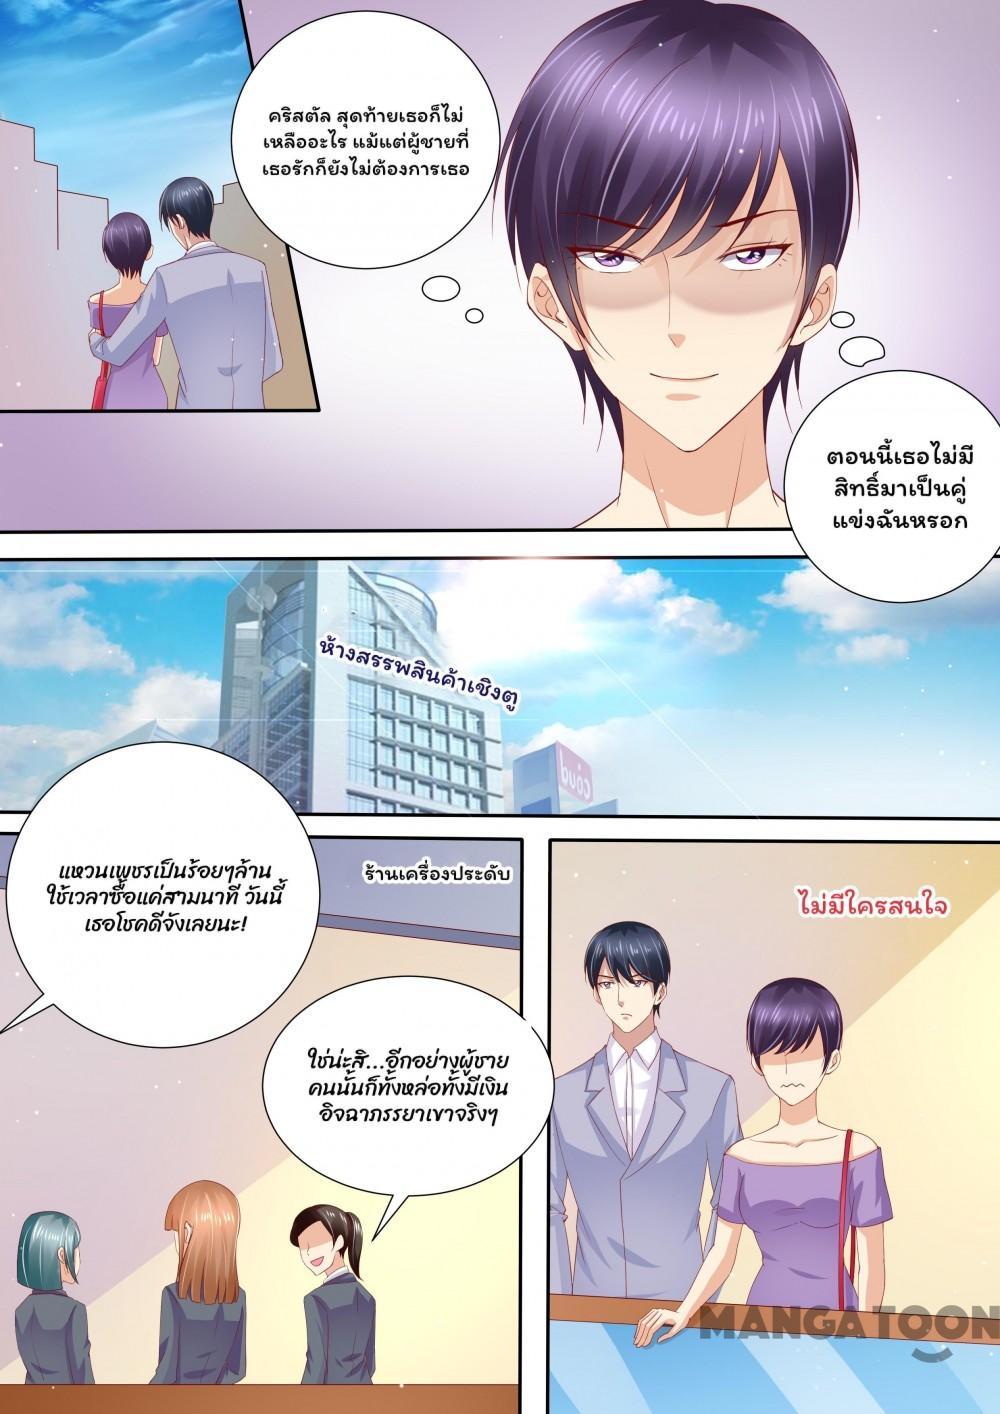 คริสตัล สุดท้ายเธอก็ไม่
เหลืออะไร แม้แต่ผู้ชายที่
เธอรักก็ยังไม่ต้องการเธอ
ตอนนี้เธอไม่มี
สิทธิ์มาเป็นคู่
แข่งฉันหรอก
ห้างสรรพสินค้าเชิงตู
แหวนเพชรเป็นร้อยๆล้าน
ใช้เวลาซื้อแค่สามนาที วันนี้
เธอโชคดีจังเลยนะ!
ร้านเครื่องประดับ
ใช่น่ะสิ...อีกอย่างผู้ชาย
คนนั้นก็ทั้งหล่อทั้งมีเงิน
อิจฉาภรรยาเขาจริงๆ
ไม่มีใครสนใจ
MANGATOON